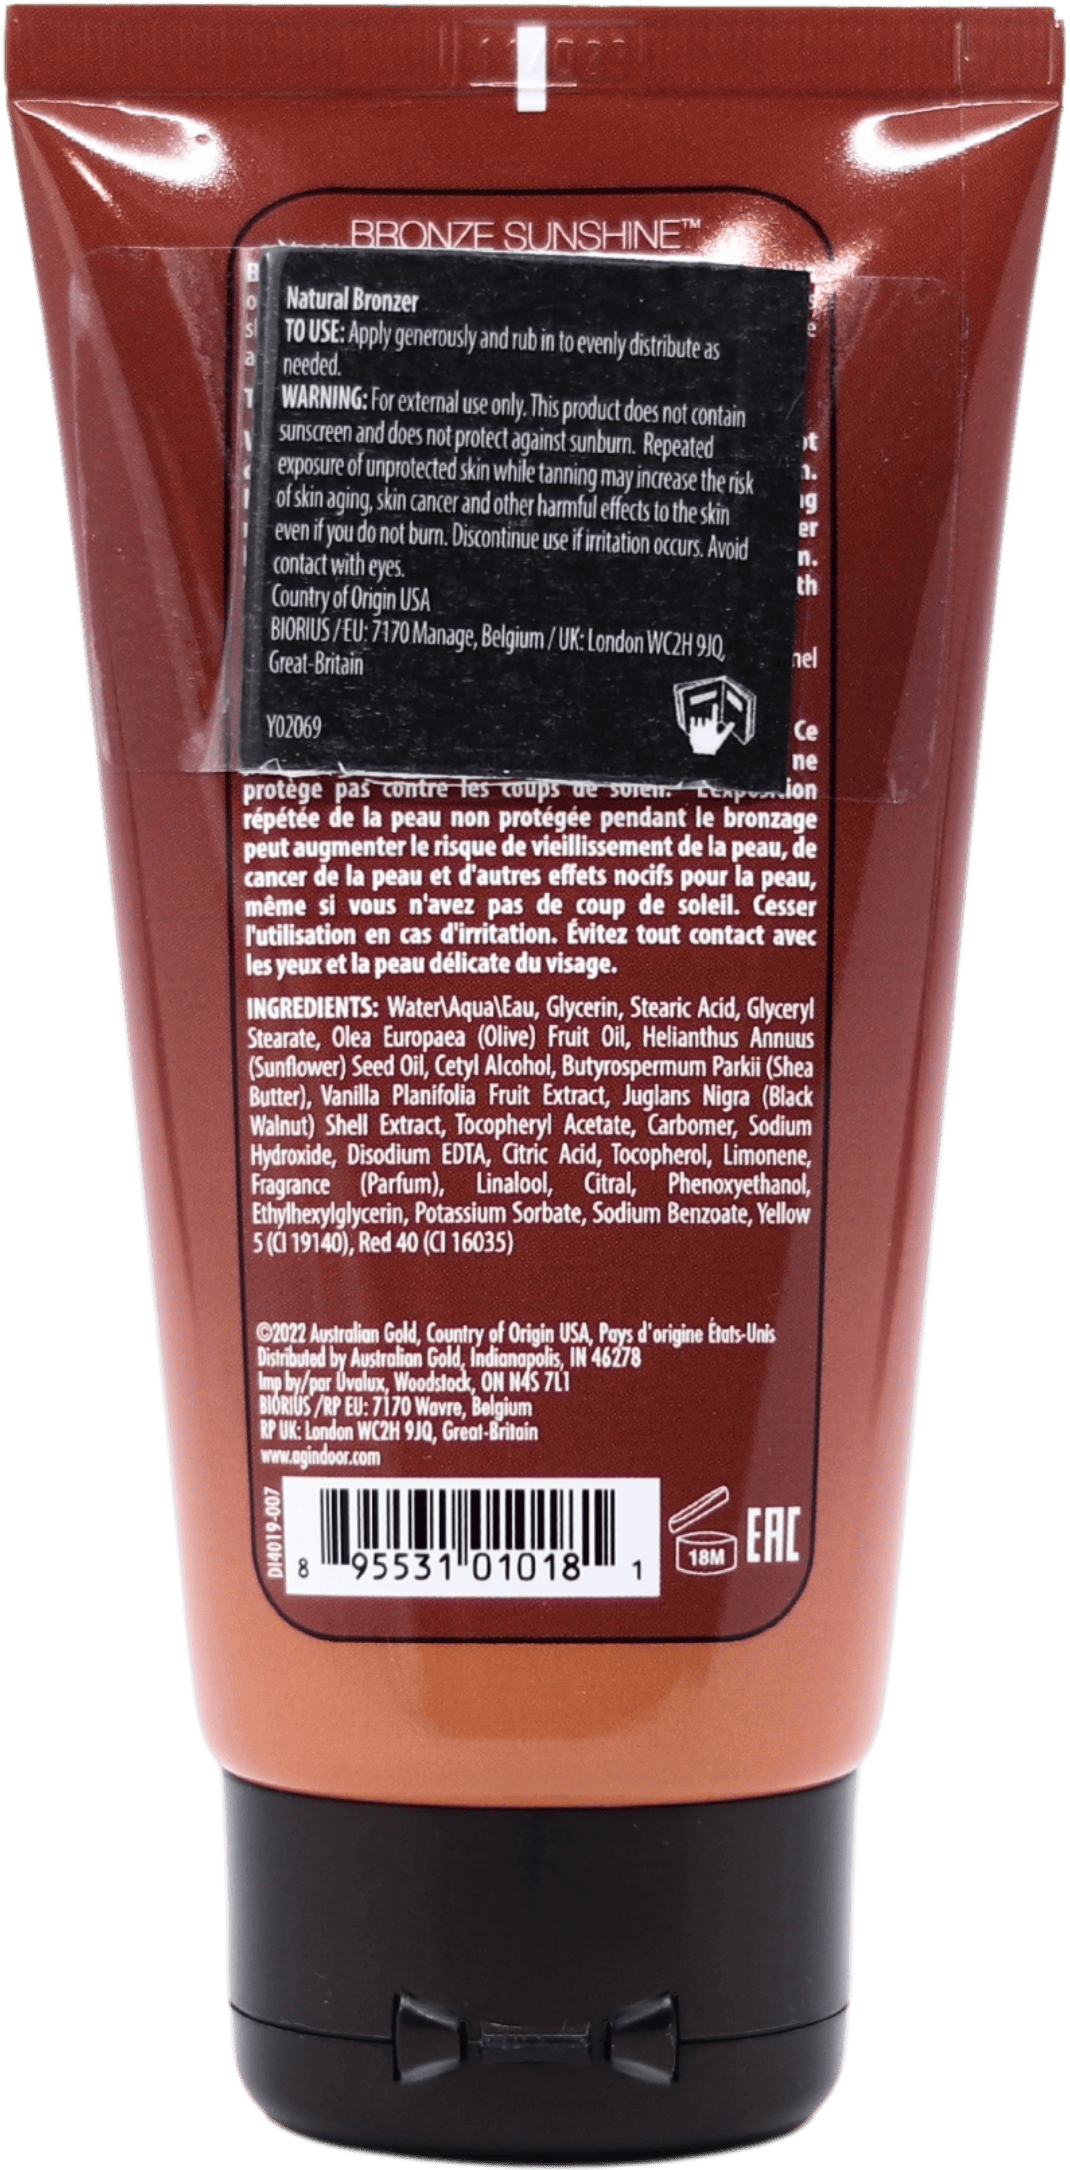 BRONZE SUNSHINE™
Natural Bronzer
TO USE: Apply generously and rub in to evenly distribute as
needed.
WARNING: For external use only. This product does not contain
sunscreen and does not protect against sunburn. Repeated
exposure of unprotected skin while tanning may increase the risk
of skin aging, skin cancer and other harmful effects to the skin
even if you do not burn. Discontinue use if irritation occurs. Avoid
contact with eyes.
Country of Origin USA
BIORIUS / EU: 7170 Manage, Belgium / UK: London WC2H 9JQ,
Great-Britain
Y02069
Ce
ne
protège pas contre les coups de soleil. L'exposition
répétée de la peau non protégée pendant le bronzage
peut augmenter le risque de vieillissement de la peau, de
cancer de la peau et d'autres effets nocifs pour la peau,
même si vous n'avez pas de coup de soleil. Cesser
l'utilisation en cas d'irritation. Évitez tout contact avec
les yeux et la peau délicate du visage.
INGREDIENTS: Water\Aqua\Eau, Glycerin, Stearic Acid, Glyceryl
Stearate, Olea Europaea (Olive) Fruit Oil, Helianthus Annuus
(Sunflower) Seed Oil, Cetyl Alcohol, Butyrospermum Parkii (Shea
Butter), Vanilla Planifolia Fruit Extract, Juglans Nigra (Black
Walnut) Shell Extract, Tocopheryl Acetate, Carbomer, Sodium
Hydroxide, Disodium EDTA, Citric Acid, Tocopherol, Limonene,
Fragrance (Parfum), Linalool, Citral, Phenoxyethanol,
Ethylhexylglycerin, Potassium Sorbate, Sodium Benzoate, Yellow
5 (CI 19140), Red 40 (CI 16035)
©2022 Australian Gold, Country of Origin USA, Pays d'origine États-Unis
Distributed by Australian Gold, Indianapolis, IN 46278
Imp by/par Uvalux, Woodstock, ON N4S 7L1
BIORIUS /RP EU: 7170 Wavre, Belgium
RP UK: London WC2H 9JQ, Great-Britain
www.agindoor.com
DI4019-007
8 95531 01018 1
18M
EAC